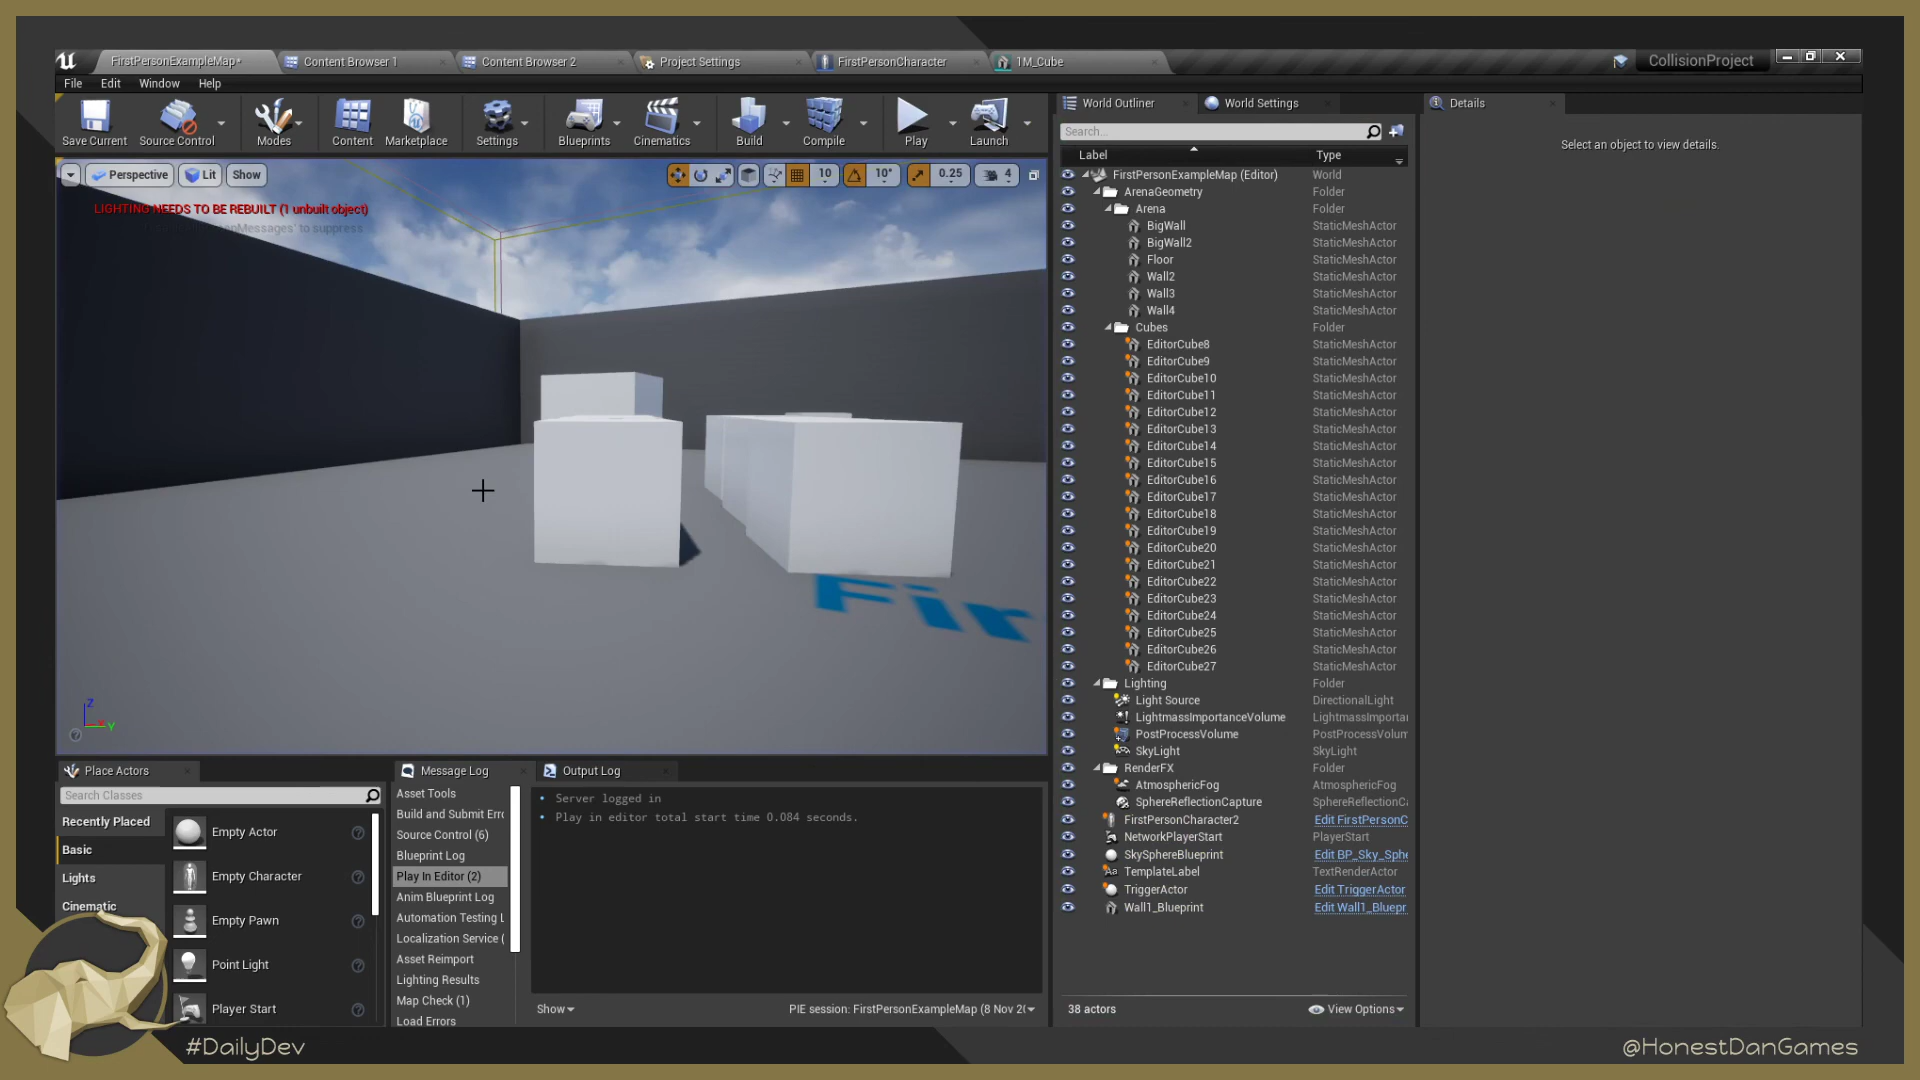 FirstPersonExampleMap*
Content Browser 1
Content Browser 2
Project Settings
FirstPersonCharacter
1M_Cube
CollisionProject
File Edit Window Help
Save Current
Source Control
Modes
Content
Marketplace
Settings
Blueprints
Cinematics
Build
Compile
Play
Launch
Perspective
Lit
Show
10
10°
0.25
4
LIGHTING NEEDS TO BE REBUILT (1 unbuilt object)
to suppress
Fir
Z
X
Y
World Outliner
World Settings
Search...
Label Type
FirstPersonExampleMap (Editor) World
ArenaGeometry Folder
Arena Folder
BigWall StaticMeshActor
BigWall2 StaticMeshActor
Floor StaticMeshActor
Wall2 StaticMeshActor
Wall3 StaticMeshActor
Wall4 StaticMeshActor
Cubes Folder
EditorCube8 StaticMeshActor
EditorCube9 StaticMeshActor
EditorCube10 StaticMeshActor
EditorCube11 StaticMeshActor
EditorCube12 StaticMeshActor
EditorCube13 StaticMeshActor
EditorCube14 StaticMeshActor
EditorCube15 StaticMeshActor
EditorCube16 StaticMeshActor
EditorCube17 StaticMeshActor
EditorCube18 StaticMeshActor
EditorCube19 StaticMeshActor
EditorCube20 StaticMeshActor
EditorCube21 StaticMeshActor
EditorCube22 StaticMeshActor
EditorCube23 StaticMeshActor
EditorCube24 StaticMeshActor
EditorCube25 StaticMeshActor
EditorCube26 StaticMeshActor
EditorCube27 StaticMeshActor
Lighting Folder
Light Source DirectionalLight
LightmassImportanceVolume LightmassImporta
PostProcessVolume PostProcessVolum
SkyLight SkyLight
RenderFX Folder
AtmosphericFog AtmosphericFog
SphereReflectionCapture SphereReflectionC
FirstPersonCharacter2 Edit FirstPersonC
NetworkPlayerStart PlayerStart
SkySphereBlueprint Edit BP_Sky_Sphe
TemplateLabel TextRenderActor
TriggerActor Edit TriggerActor
Wall1_Blueprint Edit Wall1_Bluepr
38 actors
View Options
Details
Select an object to view details.
Place Actors
Search Classes
Recently Placed
Basic
Lights
Cinematic
Empty Actor
Empty Character
Empty Pawn
Point Light
Player Start
Message Log
Output Log
Asset Tools
Build and Submit Erro
Source Control (6)
Blueprint Log
Play In Editor (2)
Anim Blueprint Log
Automation Testing L
Localization Service (
Asset Reimport
Lighting Results
Map Check (1)
Load Errors
Server logged in
Play in editor total start time 0.084 seconds.
Show
PIE session: FirstPersonExampleMap (8 Nov 2(
#DailyDev
@HonestDanGames